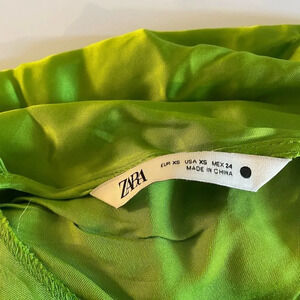 ZARA
EUR XS USA XS MEX 24
MADE IN CHINA